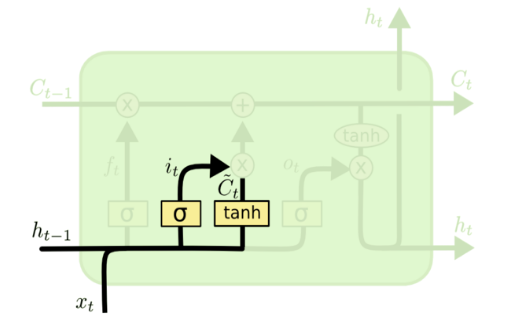 h_t
C_{t-1} x + C_t
tanh
f_t i_t x o_t x
C̃_t
σ σ tanh σ
h_{t-1} h_t
x_t